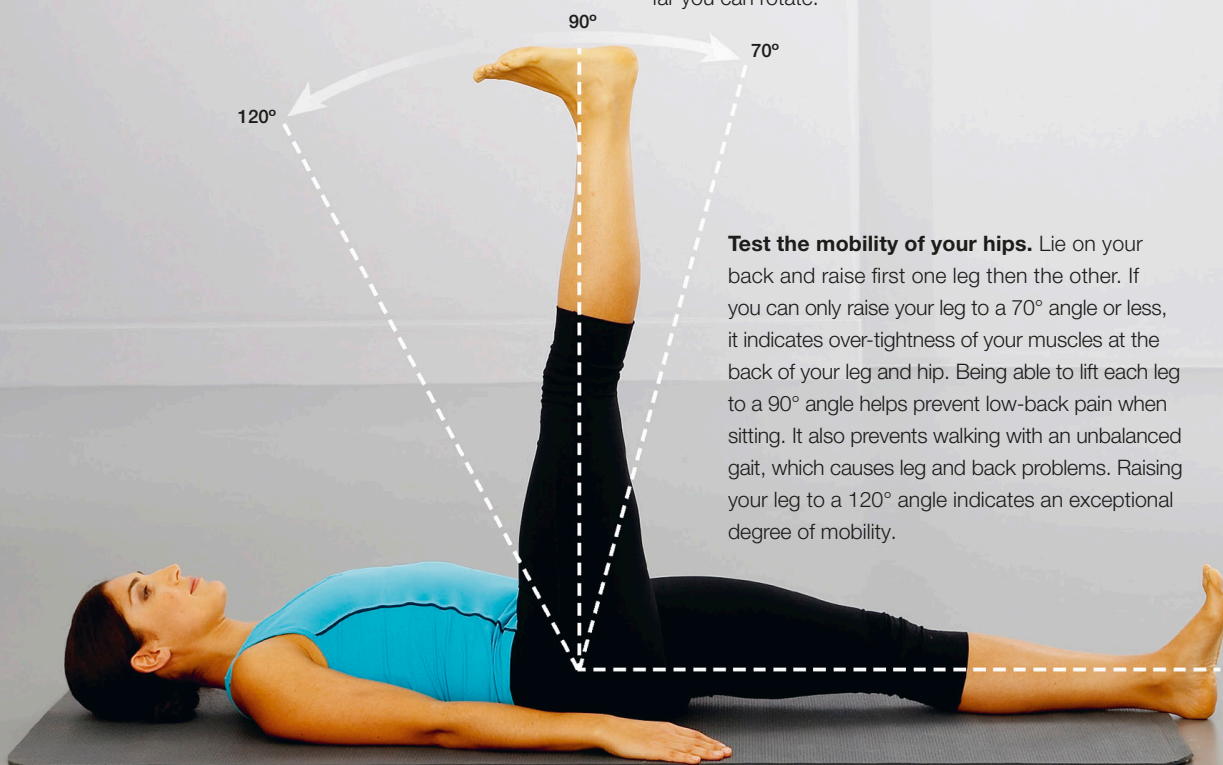 far you can rotate.
90º
70º
120º
Test the mobility of your hips. Lie on your
back and raise first one leg then the other. If
you can only raise your leg to a 70° angle or less,
it indicates over-tightness of your muscles at the
back of your leg and hip. Being able to lift each leg
to a 90° angle helps prevent low-back pain when
sitting. It also prevents walking with an unbalanced
gait, which causes leg and back problems. Raising
your leg to a 120° angle indicates an exceptional
degree of mobility.